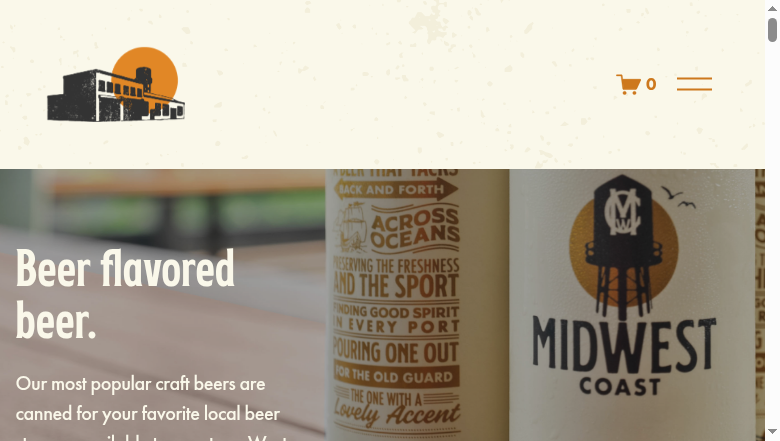 0
Beer flavored
beer.
Our most popular craft beers are
canned for your favorite local beer
A BEER THAT TACKS
BACK AND FORTH
ACROSS
OCEANS
PRESERVING THE FRESHNESS
AND THE SPORT
FINDING GOOD SPIRIT
IN EVERY PORT
POURING ONE OUT
FOR THE OLD GUARD
THE ONE WITH A
Lovely Accent
MIDWEST
COAST